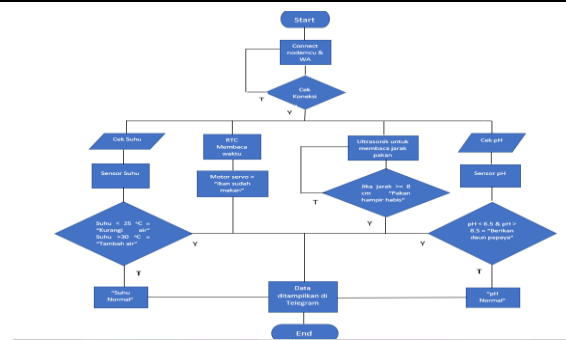 Start
Connect
nodemcu &
WA
Cek
Koneksi
T
Y
Cek Suhu
RTC
Membaca
waktu
Ultrasonik untuk
membaca jarak
pakan
Cek pH
Sensor Suhu
Motor servo =
"Ikan sudah
makan"
Sensor pH
Jika jarak >= 8
cm "Pakan
hampir habis"
T
Y
Suhu < 25 °C =
"Kurangi air"
Suhu >30 °C =
"Tambah air"
Y
pH < 6,5 & pH >
8,5 = "Berikan
daun pepaya"
Y
T
T
"Suhu
Normal"
Data
ditampilkan di
Telegram
"pH
Normal"
End